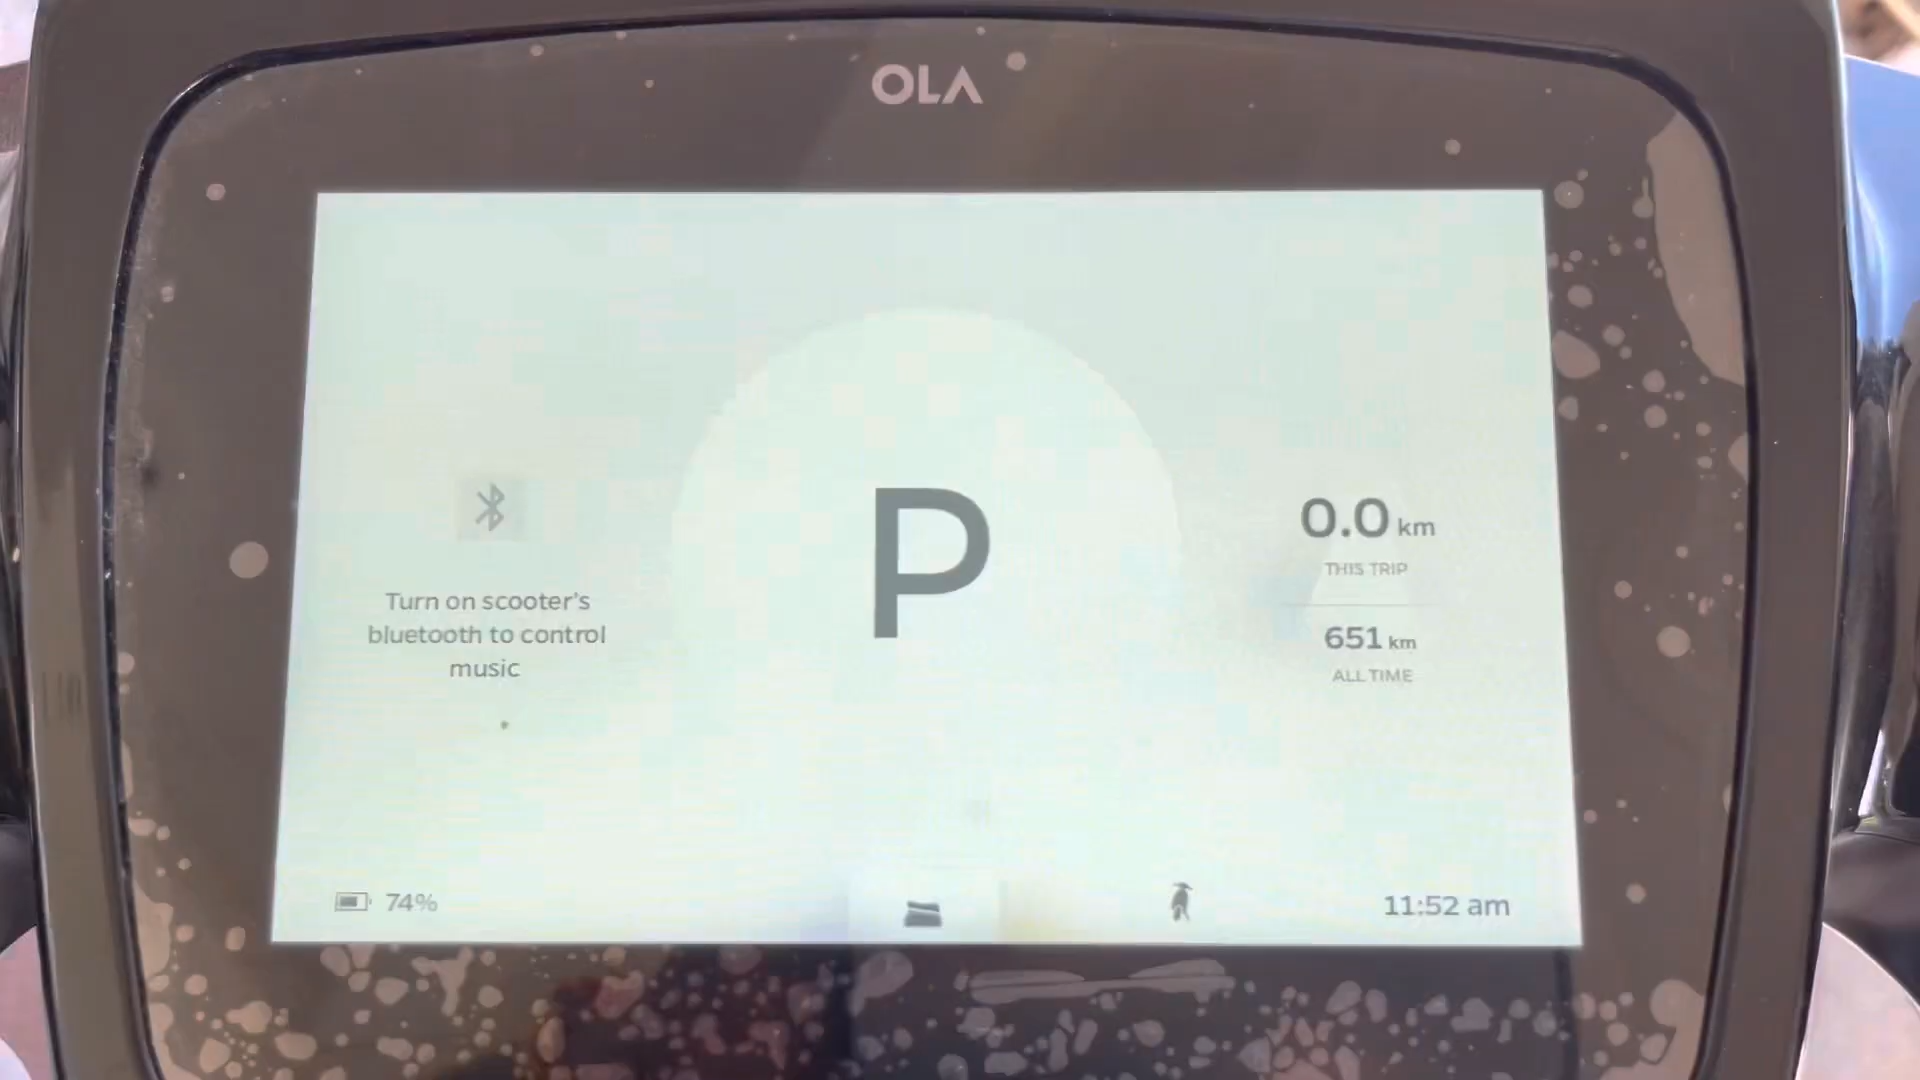 OLA
Turn on scooter's
bluetooth to control
music
P
0.0 km
THIS TRIP
651 km
ALL TIME
74%
11:52 am